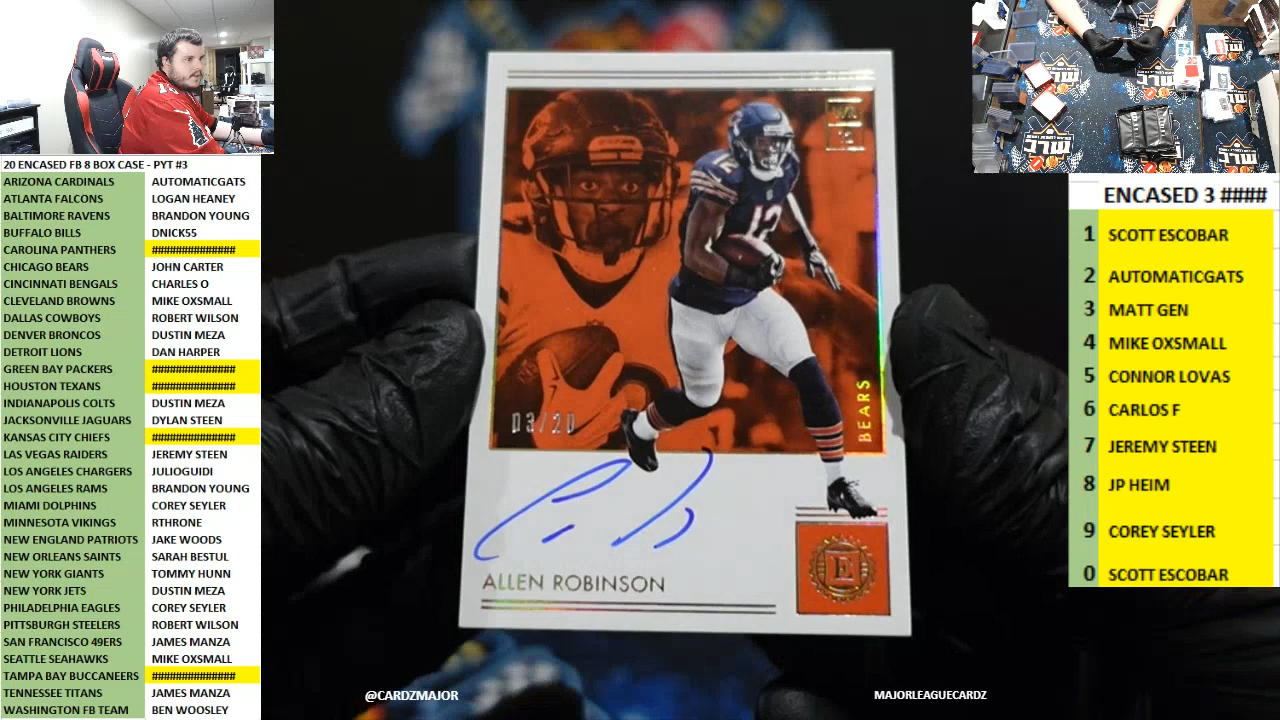 20 ENCASED FB 8 BOX CASE - PYT #3
ARIZONA CARDINALS AUTOMATICGATS
ATLANTA FALCONS LOGAN HEANEY
BALTIMORE RAVENS BRANDON YOUNG
BUFFALO BILLS DNICK55
CAROLINA PANTHERS ###############
CHICAGO BEARS JOHN CARTER
CINCINNATI BENGALS CHARLES O
CLEVELAND BROWNS MIKE OXSMALL
DALLAS COWBOYS ROBERT WILSON
DENVER BRONCOS DUSTIN MEZA
DETROIT LIONS DAN HARPER
GREEN BAY PACKERS ###############
HOUSTON TEXANS ###############
INDIANAPOLIS COLTS DUSTIN MEZA
JACKSONVILLE JAGUARS DYLAN STEEN
KANSAS CITY CHIEFS ###############
LAS VEGAS RAIDERS JEREMY STEEN
LOS ANGELES CHARGERS JULIOGUIDI
LOS ANGELES RAMS BRANDON YOUNG
MIAMI DOLPHINS COREY SEYLER
MINNESOTA VIKINGS RTHRONE
NEW ENGLAND PATRIOTS JAKE WOODS
NEW ORLEANS SAINTS SARAH BESTUL
NEW YORK GIANTS TOMMY HUNN
NEW YORK JETS DUSTIN MEZA
PHILADELPHIA EAGLES COREY SEYLER
PITTSBURGH STEELERS ROBERT WILSON
SAN FRANCISCO 49ERS JAMES MANZA
SEATTLE SEAHAWKS MIKE OXSMALL
TAMPA BAY BUCCANEERS ###############
TENNESSEE TITANS JAMES MANZA
WASHINGTON FB TEAM BEN WOOSLEY
12
03/20
BEARS
ALLEN ROBINSON
E
@CARDZMAJOR
MAJORLEAGUECARDZ
ENCASED 3 ####
1 SCOTT ESCOBAR
2 AUTOMATICGATS
3 MATT GEN
4 MIKE OXSMALL
5 CONNOR LOVAS
6 CARLOS F
7 JEREMY STEEN
8 JP HEIM
9 COREY SEYLER
0 SCOTT ESCOBAR